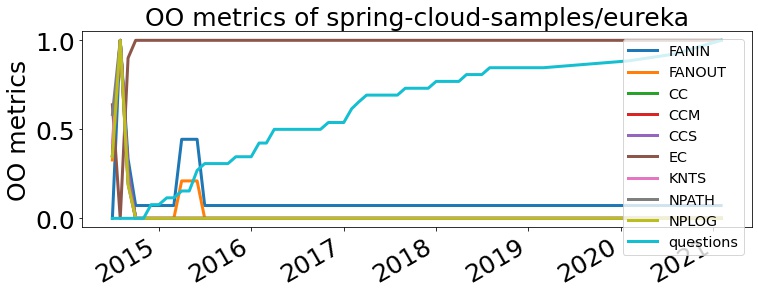 OO metrics of spring-cloud-samples/eureka
OO metrics
1.0
0.5
0.0
2015
2016
2017
2018
2019
2020
2021
FANIN
FANOUT
CC
CCM
CCS
EC
KNTS
NPATH
NPLOG
questions